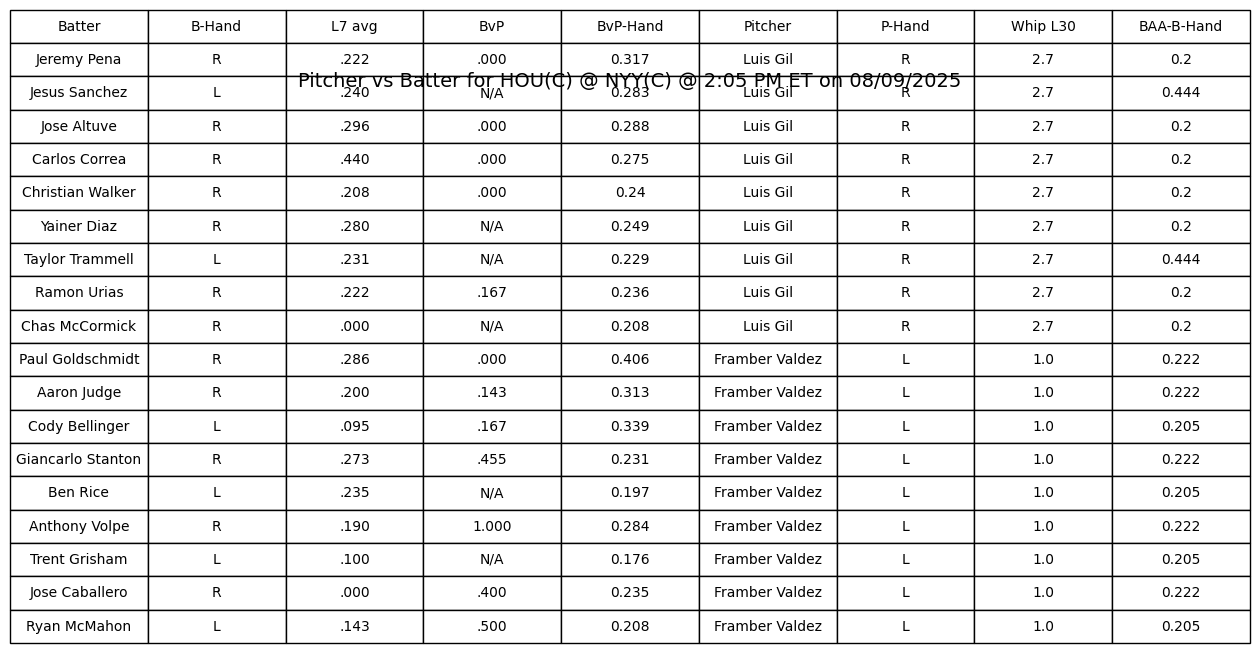 Batter B-Hand L7 avg BvP BvP-Hand Pitcher P-Hand Whip L30 BAA-B-Hand
Jeremy Pena R .222 .000 0.317 Luis Gil R 2.7 0.2
Pitcher vs Batter for HOU(C) @ NYY(C) @ 2:05 PM ET on 08/09/2025
Jesus Sanchez L .240 N/A 0.283 Luis Gil R 2.7 0.444
Jose Altuve R .296 .000 0.288 Luis Gil R 2.7 0.2
Carlos Correa R .440 .000 0.275 Luis Gil R 2.7 0.2
Christian Walker R .208 .000 0.24 Luis Gil R 2.7 0.2
Yainer Diaz R .280 N/A 0.249 Luis Gil R 2.7 0.2
Taylor Trammell L .231 N/A 0.229 Luis Gil R 2.7 0.444
Ramon Urias R .222 .167 0.236 Luis Gil R 2.7 0.2
Chas McCormick R .000 N/A 0.208 Luis Gil R 2.7 0.2
Paul Goldschmidt R .286 .000 0.406 Framber Valdez L 1.0 0.222
Aaron Judge R .200 .143 0.313 Framber Valdez L 1.0 0.222
Cody Bellinger L .095 .167 0.339 Framber Valdez L 1.0 0.205
Giancarlo Stanton R .273 .455 0.231 Framber Valdez L 1.0 0.222
Ben Rice L .235 N/A 0.197 Framber Valdez L 1.0 0.205
Anthony Volpe R .190 1.000 0.284 Framber Valdez L 1.0 0.222
Trent Grisham L .100 N/A 0.176 Framber Valdez L 1.0 0.205
Jose Caballero R .000 .400 0.235 Framber Valdez L 1.0 0.222
Ryan McMahon L .143 .500 0.208 Framber Valdez L 1.0 0.205